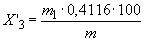 X'₃ = m₁·0,4116·100 / m